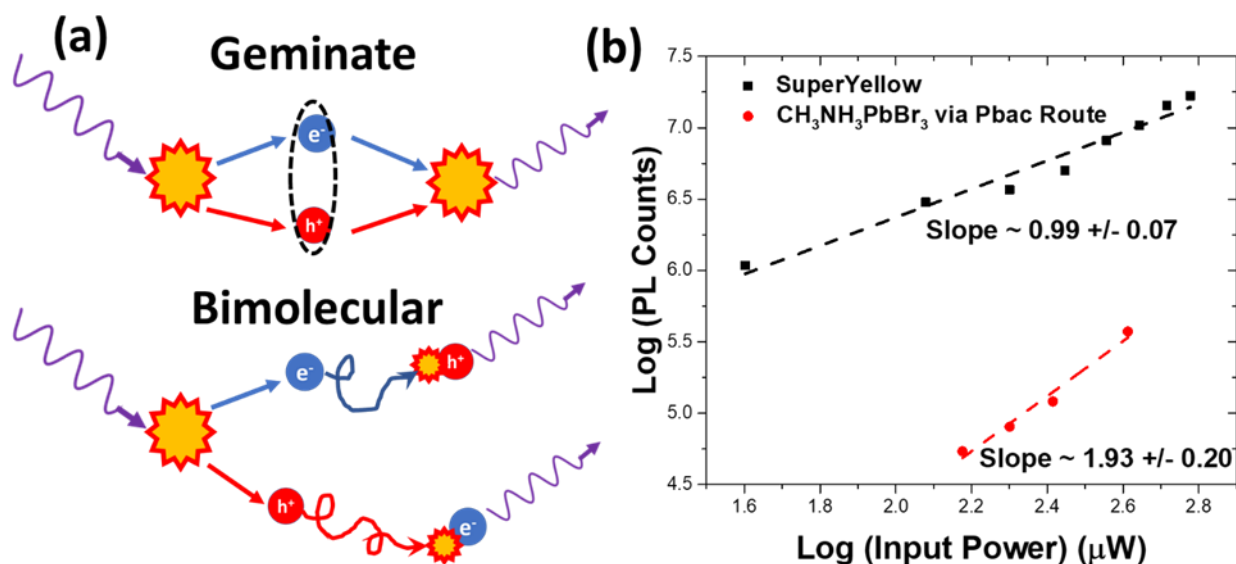 (a)
Geminate
e⁻
h⁺
Bimolecular
e⁻
h⁺
h⁺
e⁻
(b)
7.5
7.0
6.5
6.0
5.5
5.0
4.5
Log (PL Counts)
SuperYellow
CH₃NH₃PbBr₃ via Pbac Route
Slope ~ 0.99 +/- 0.07
Slope ~ 1.93 +/- 0.20
1.6 1.8 2.0 2.2 2.4 2.6 2.8
Log (Input Power) (μW)